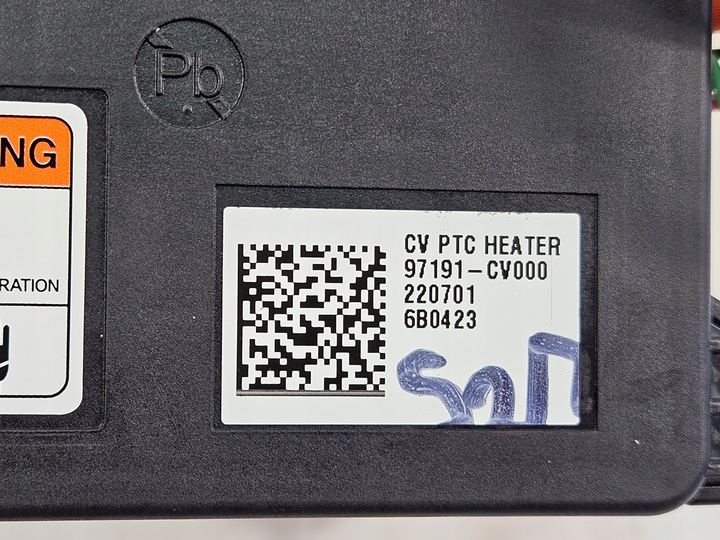 Pb
NG
RATION
CV PTC HEATER
97191-CV000
220701
6B0423